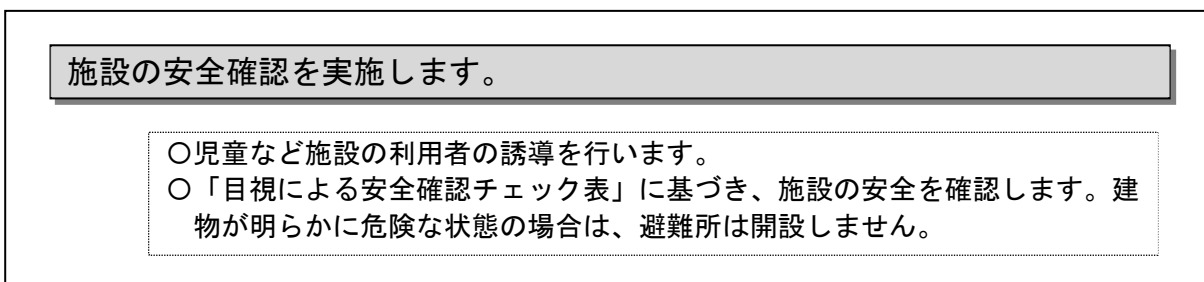 施設の安全確認を実施します。
○児童など施設の利用者の誘導を行います。
○「目視による安全確認チェック表」に基づき、施設の安全を確認します。建
物が明らかに危険な状態の場合は、避難所は開設しません。